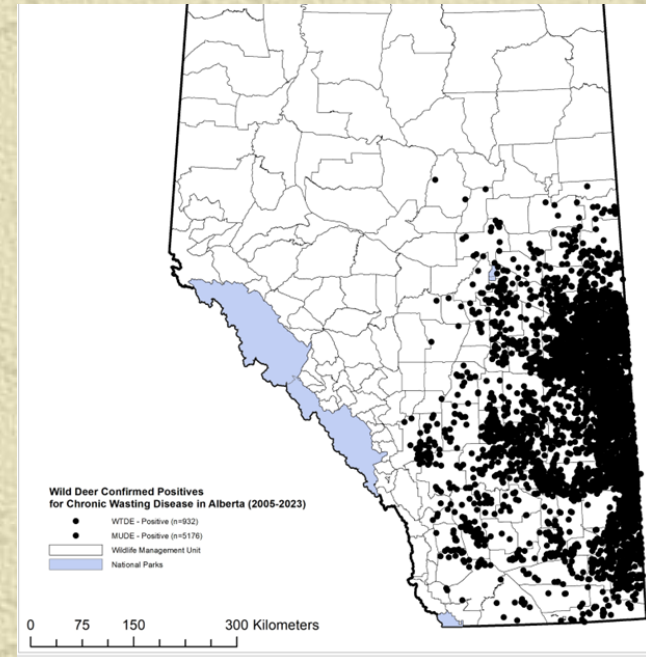 Wild Deer Confirmed Positives
for Chronic Wasting Disease in Alberta (2005-2023)
WTDE - Positive (n=932)
MUDE - Positive (n=5176)
Wildlife Management Unit
National Parks
0 75 150 300 Kilometers